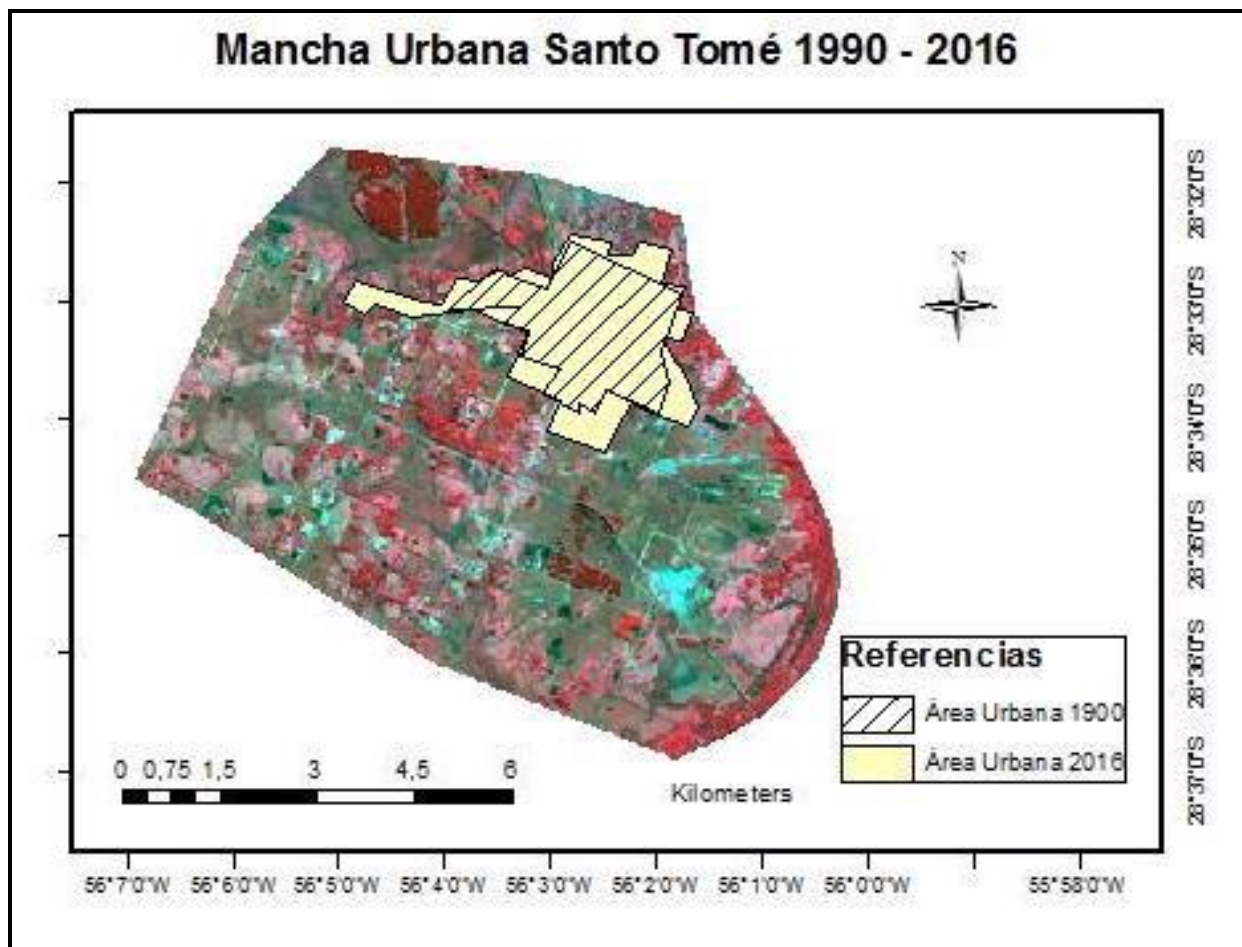 Mancha Urbana Santo Tomé 1990 - 2016
N
28°32'0"S
28°33'0"S
28°34'0"S
28°35'0"S
28°36'0"S
28°37'0"S
Referencias
Área Urbana 1900
Área Urbana 2016
0 0,75 1,5 3 4,5 6
Kilometers
56°7'0"W 56°6'0"W 56°5'0"W 56°4'0"W 56°3'0"W 56°2'0"W 56°1'0"W 56°0'0"W 55°58'0"W